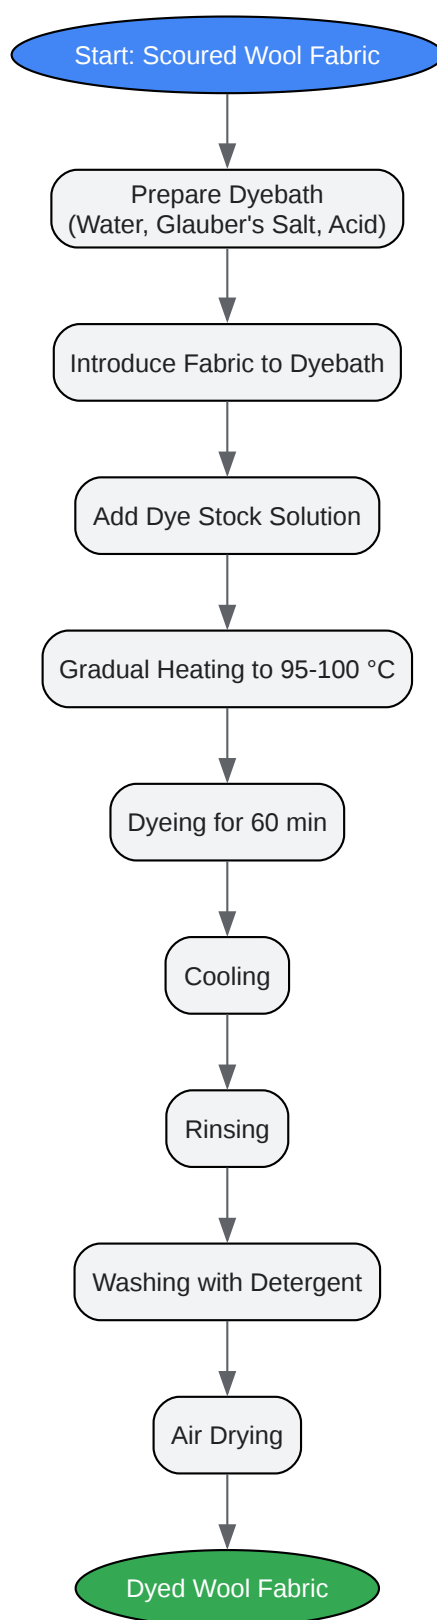 Start: Scoured Wool Fabric
Prepare Dyebath
(Water, Glauber's Salt, Acid)
Introduce Fabric to Dyebath
Add Dye Stock Solution
Gradual Heating to 95-100 °C
Dyeing for 60 min
Cooling
Rinsing
Washing with Detergent
Air Drying
Dyed Wool Fabric